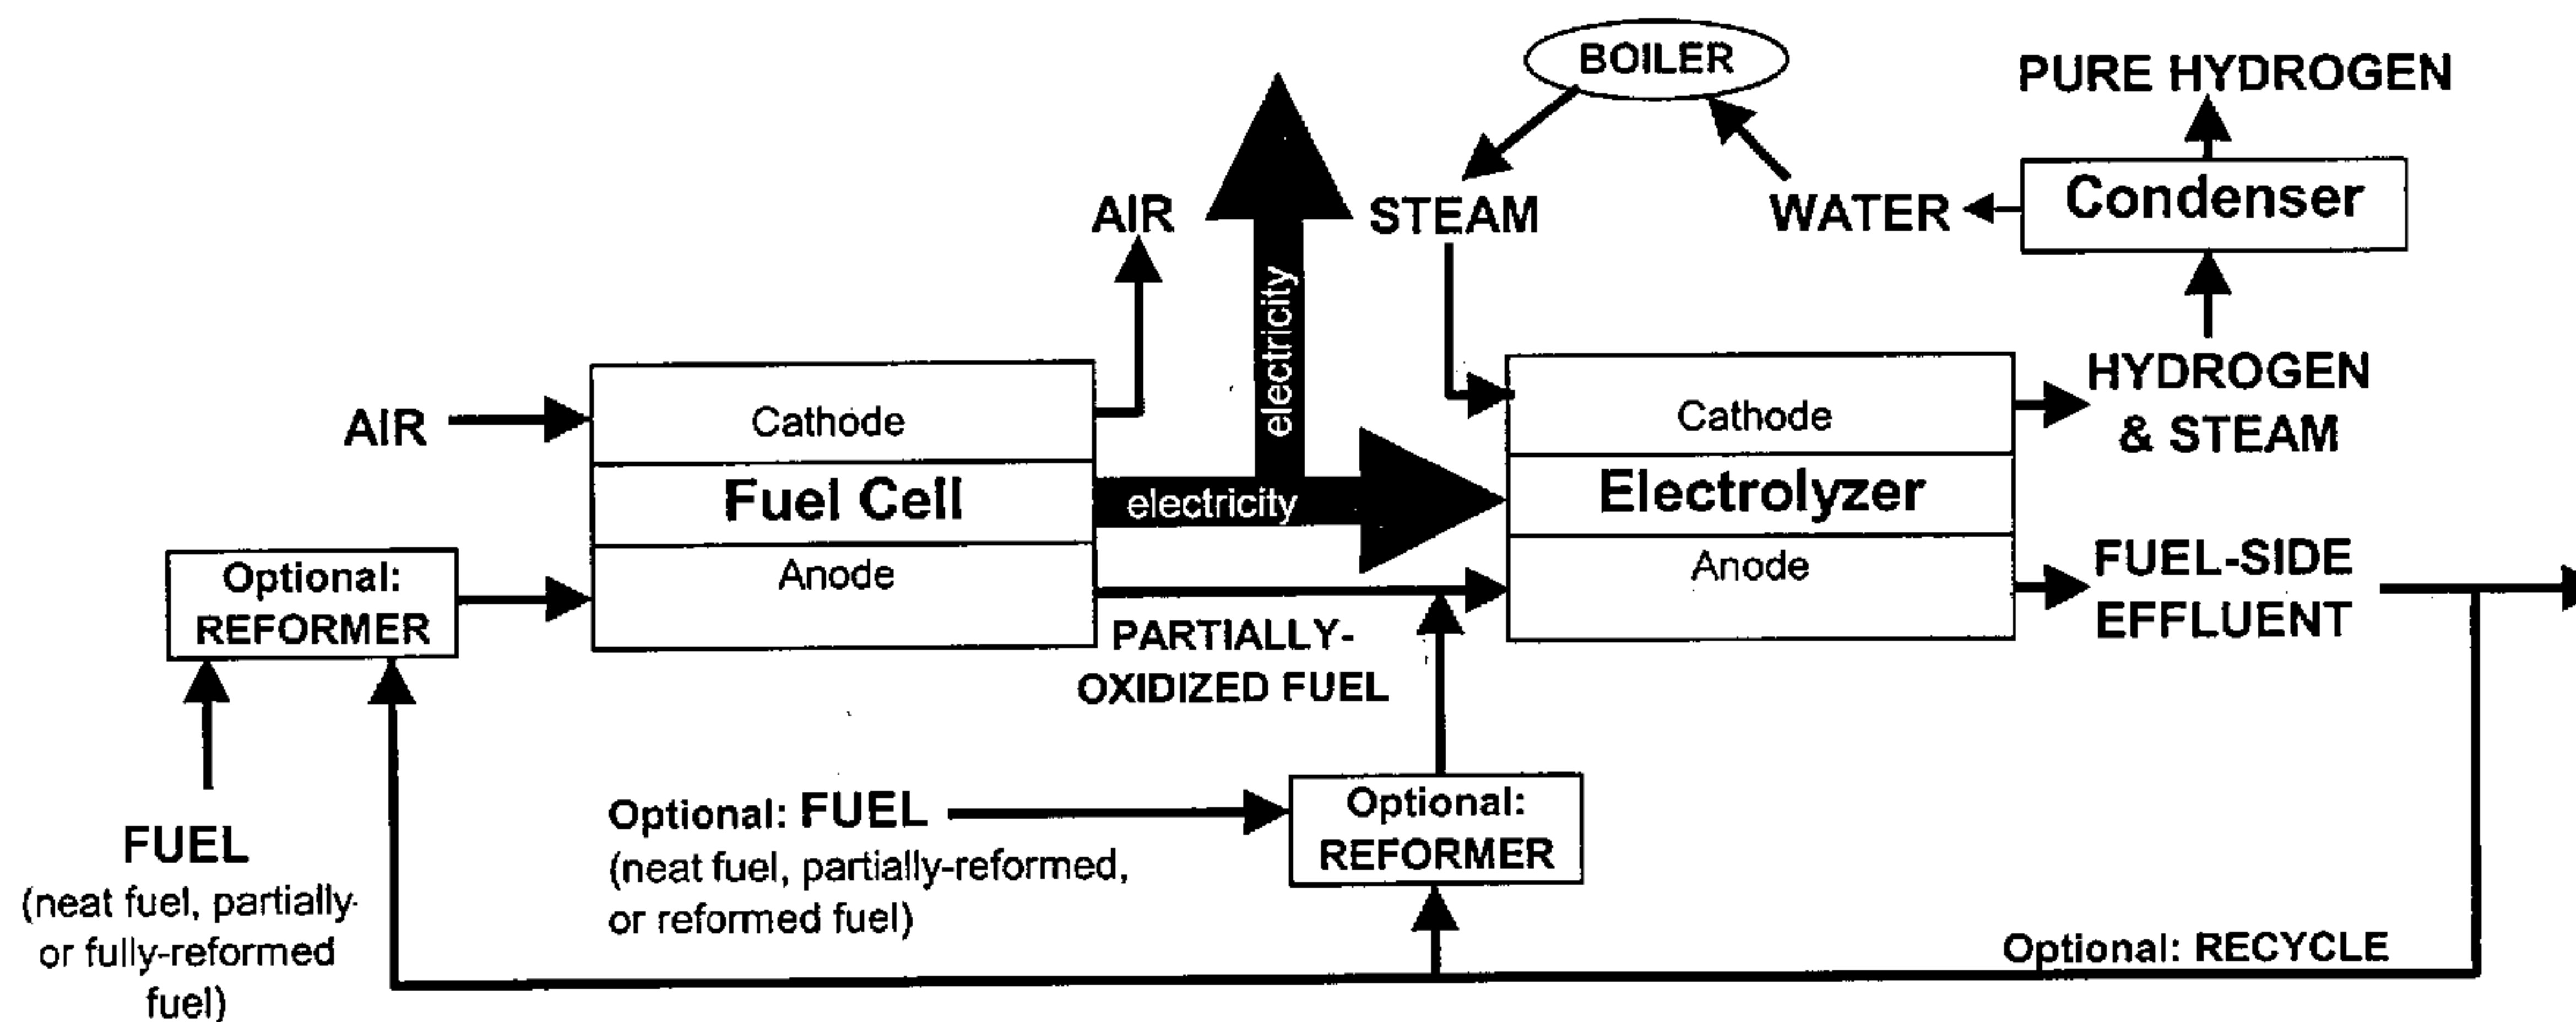 BOILER
PURE HYDROGEN
AIR
STEAM
WATER
Condenser
electricity
AIR
Cathode
Cathode
HYDROGEN
& STEAM
Fuel Cell
electricity
Electrolyzer
Optional:
REFORMER
Anode
Anode
FUEL-SIDE
EFFLUENT
PARTIALLY-
OXIDIZED FUEL
FUEL
(neat fuel, partially-
or fully-reformed
fuel)
Optional: FUEL
(neat fuel, partially-reformed,
or reformed fuel)
Optional:
REFORMER
Optional: RECYCLE